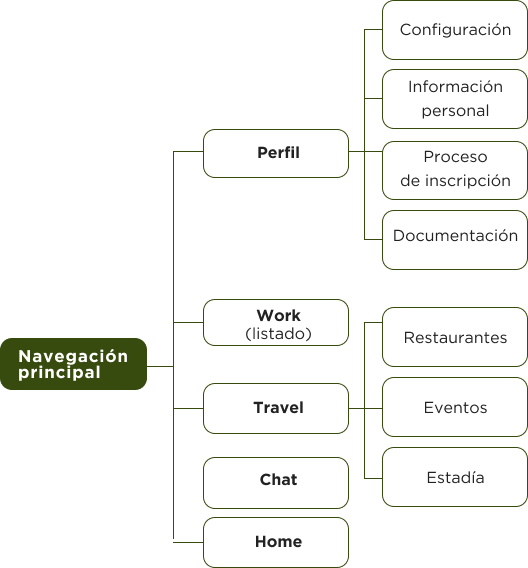 Configuración
Información
personal
Perfil
Proceso
de inscripción
Documentación
Work
(listado)
Restaurantes
Navegación
principal
Travel
Eventos
Chat
Estadía
Home